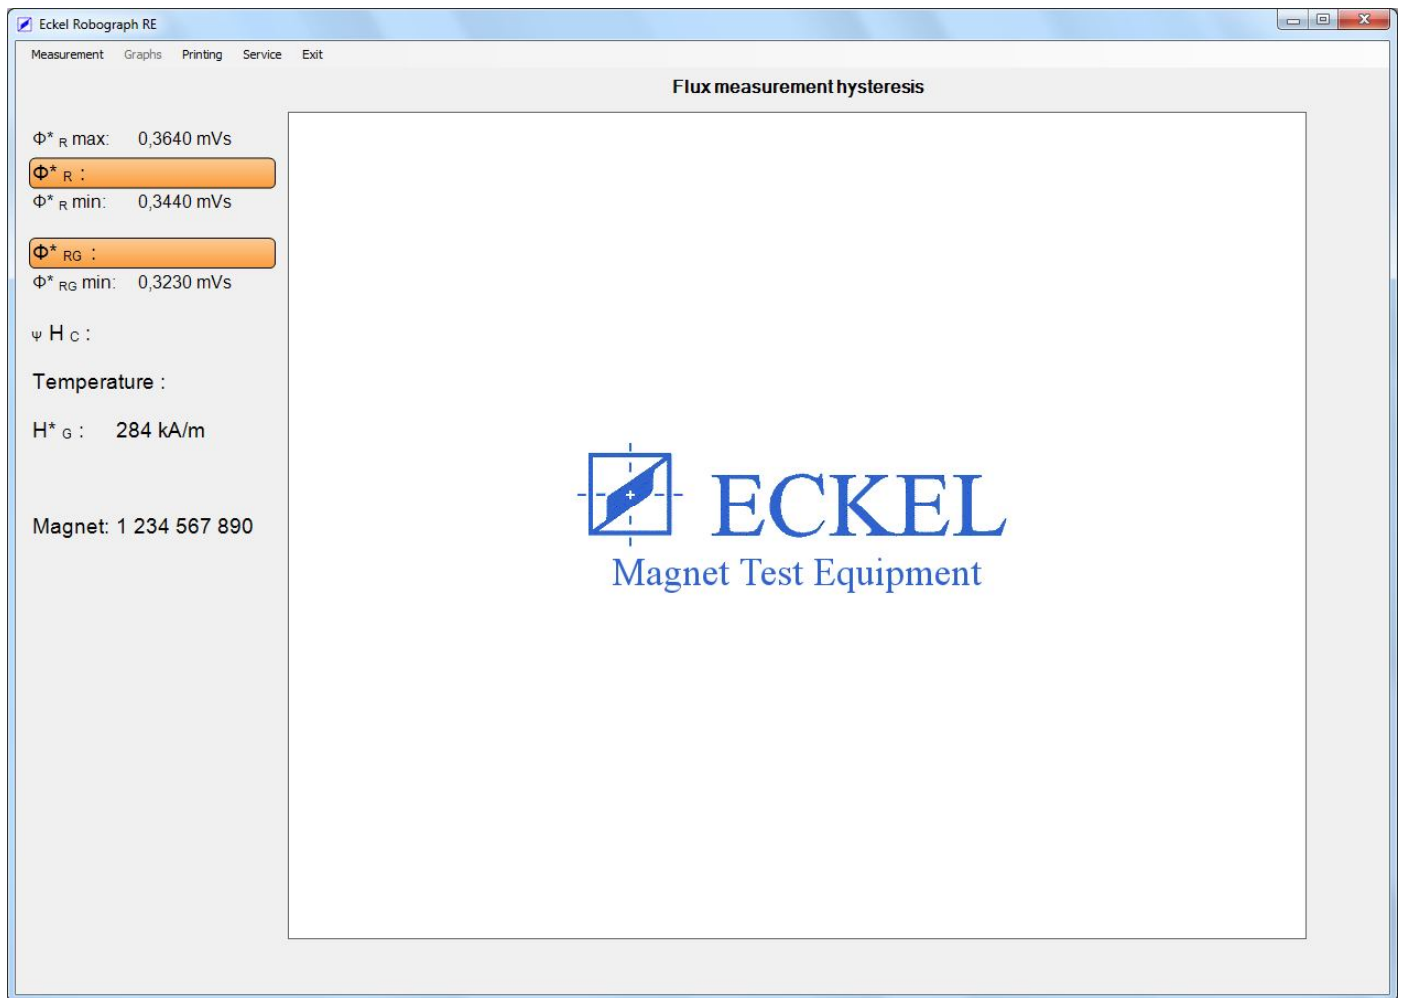 Eckel Robograph RE
Measurement Graphs Printing Service Exit
Flux measurement hysteresis
Φ* R max: 0,3640 mVs
Φ* R :
Φ* R min: 0,3440 mVs
Φ* RG :
Φ* RG min: 0,3230 mVs
Ψ H C :
Temperature :
H* G : 284 kA/m
Magnet: 1 234 567 890
ECKEL
Magnet Test Equipment